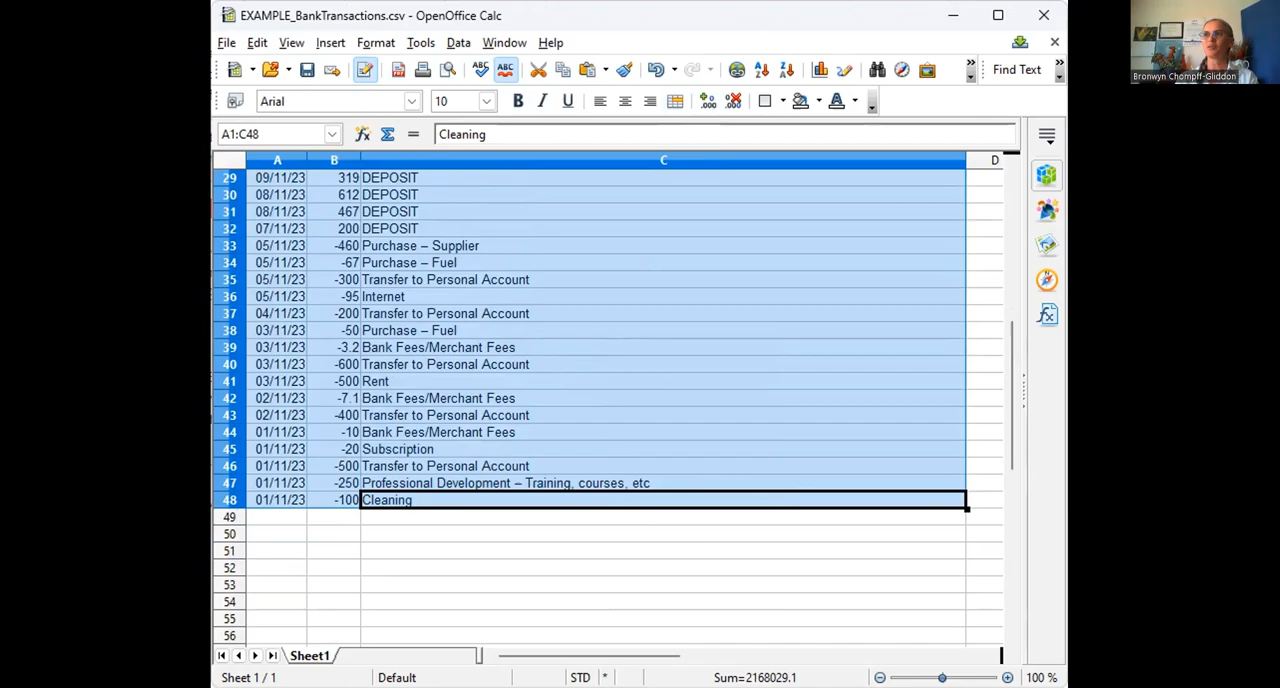 EXAMPLE_BankTransactions.csv - OpenOffice Calc
File Edit View Insert Format Tools Data Window Help
Find Text
Arial 10 B I U
A1:C48 Cleaning
A B C D
29 09/11/23 319 DEPOSIT
30 08/11/23 612 DEPOSIT
31 08/11/23 467 DEPOSIT
32 07/11/23 200 DEPOSIT
33 05/11/23 -460 Purchase – Supplier
34 05/11/23 -67 Purchase – Fuel
35 05/11/23 -300 Transfer to Personal Account
36 05/11/23 -95 Internet
37 04/11/23 -200 Transfer to Personal Account
38 03/11/23 -50 Purchase – Fuel
39 03/11/23 -3.2 Bank Fees/Merchant Fees
40 03/11/23 -600 Transfer to Personal Account
41 03/11/23 -500 Rent
42 02/11/23 -7.1 Bank Fees/Merchant Fees
43 02/11/23 -400 Transfer to Personal Account
44 01/11/23 -10 Bank Fees/Merchant Fees
45 01/11/23 -20 Subscription
46 01/11/23 -500 Transfer to Personal Account
47 01/11/23 -250 Professional Development – Training, courses, etc
48 01/11/23 -100 Cleaning
49
50
51
52
53
54
55
56
Sheet1
Sheet 1 / 1 Default STD * Sum=2168029.1 100 %
Bronwyn Chompff-Gliddon